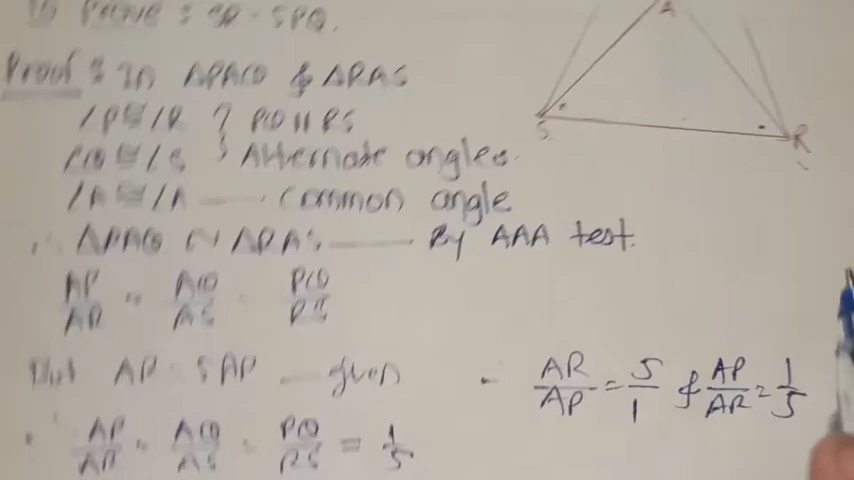 To Prove : SR = 5PQ.
Proof : In ΔPAQ & ΔRAS
∠P ≅ ∠R } PQ || RS
∠Q ≅ ∠S } Alternate angles.
∠A ≅ ∠A — common angle
∴ ΔPAQ ~ ΔRAS — By AAA test.
AP/AR = AQ/AS = PQ/RS
But AR = 5AP — given
∴ AR/AP = 5/1 & AP/AR = 1/5
∴ AP/AR = AQ/AS = PQ/RS = 1/5
A
S
R